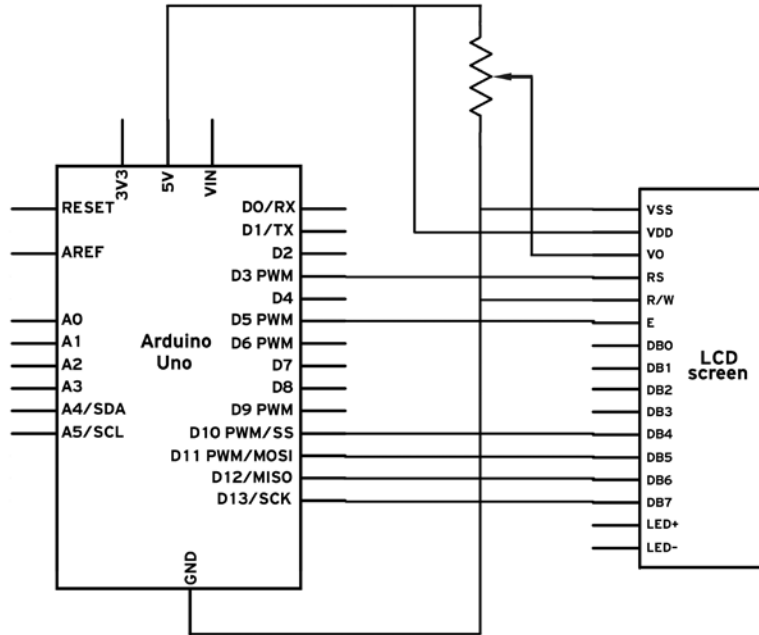 3V3
5V
VIN
RESET
AREF
A0
A1
A2
A3
A4/SDA
A5/SCL
Arduino
Uno
D0/RX
D1/TX
D2
D3 PWM
D4
D5 PWM
D6 PWM
D7
D8
D9 PWM
D10 PWM/SS
D11 PWM/MOSI
D12/MISO
D13/SCK
GND
VSS
VDD
VO
RS
R/W
E
DB0
DB1
DB2
DB3
DB4
DB5
DB6
DB7
LED+
LED-
LCD
screen